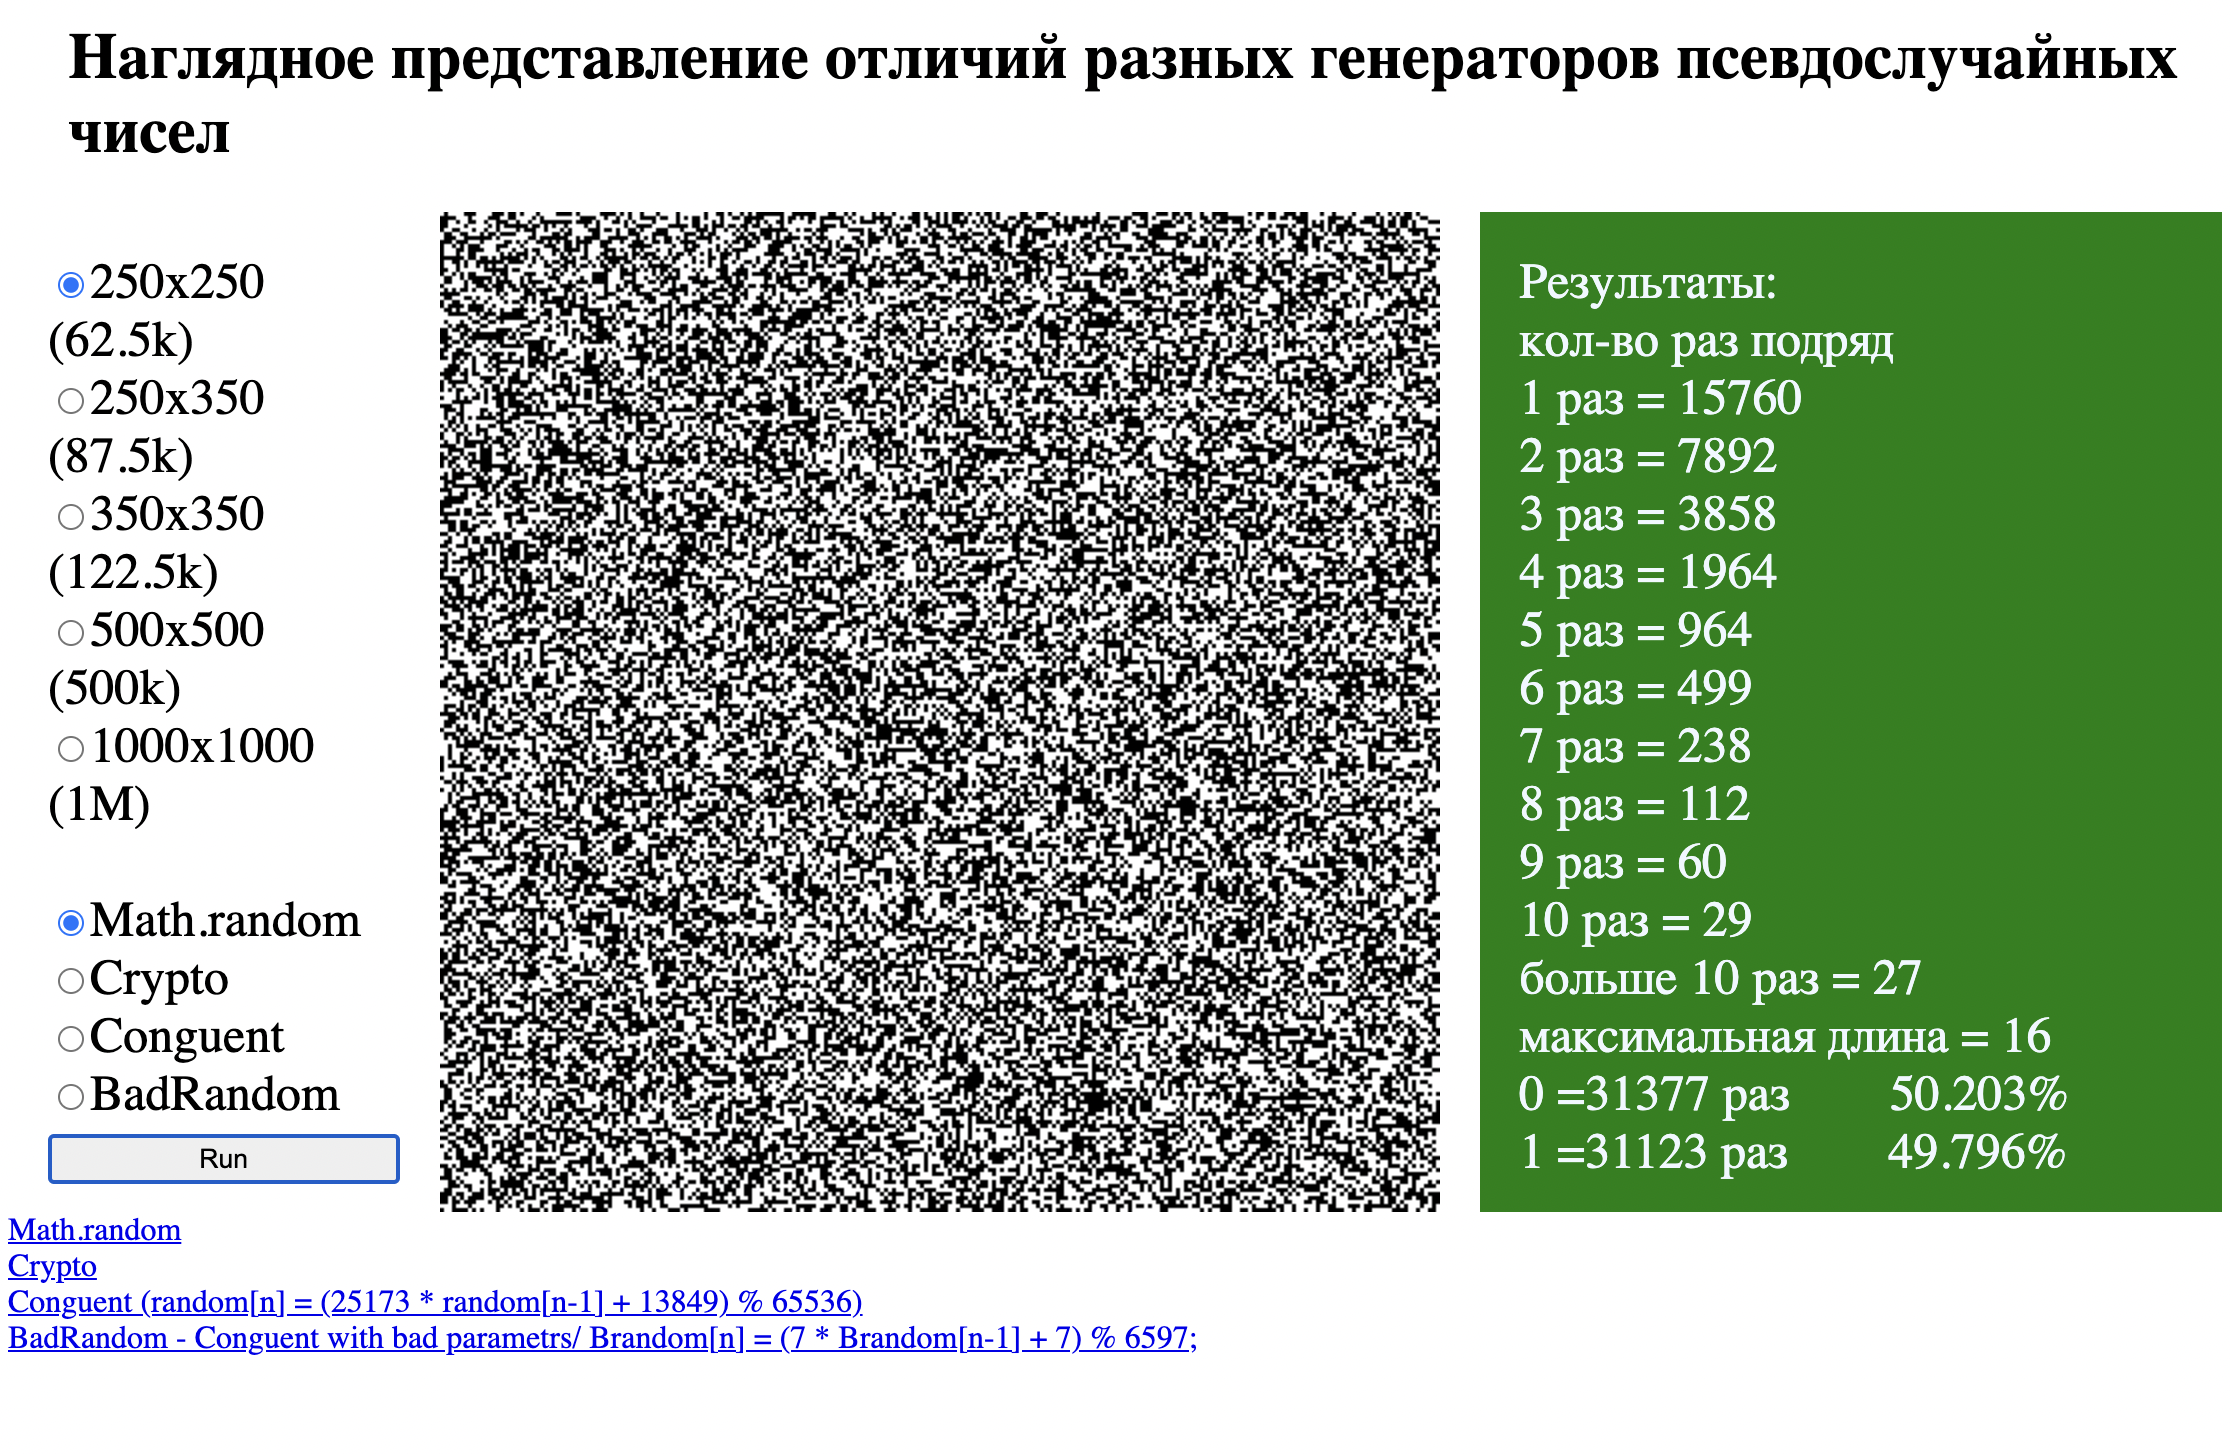 Наглядное представление отличий разных генераторов псевдослучайных
чисел
250x250
(62.5k)
250x350
(87.5k)
350x350
(122.5k)
500x500
(500k)
1000x1000
(1M)
Math.random
Crypto
Conguent
BadRandom
Run
Результаты:
кол-во раз подряд
1 раз = 15760
2 раз = 7892
3 раз = 3858
4 раз = 1964
5 раз = 964
6 раз = 499
7 раз = 238
8 раз = 112
9 раз = 60
10 раз = 29
больше 10 раз = 27
максимальная длина = 16
0 =31377 раз 50.203%
1 =31123 раз 49.796%
Math.random
Crypto
Conguent (random[n] = (25173 * random[n-1] + 13849) % 65536)
BadRandom - Conguent with bad parametrs/ Brandom[n] = (7 * Brandom[n-1] + 7) % 6597;